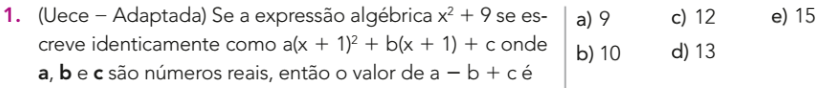 1. (Uece – Adaptada) Se a expressão algébrica x² + 9 se es-
creve identicamente como a(x + 1)² + b(x + 1) + c onde
a, b e c são números reais, então o valor de a – b + c é
a) 9 c) 12 e) 15
b) 10 d) 13